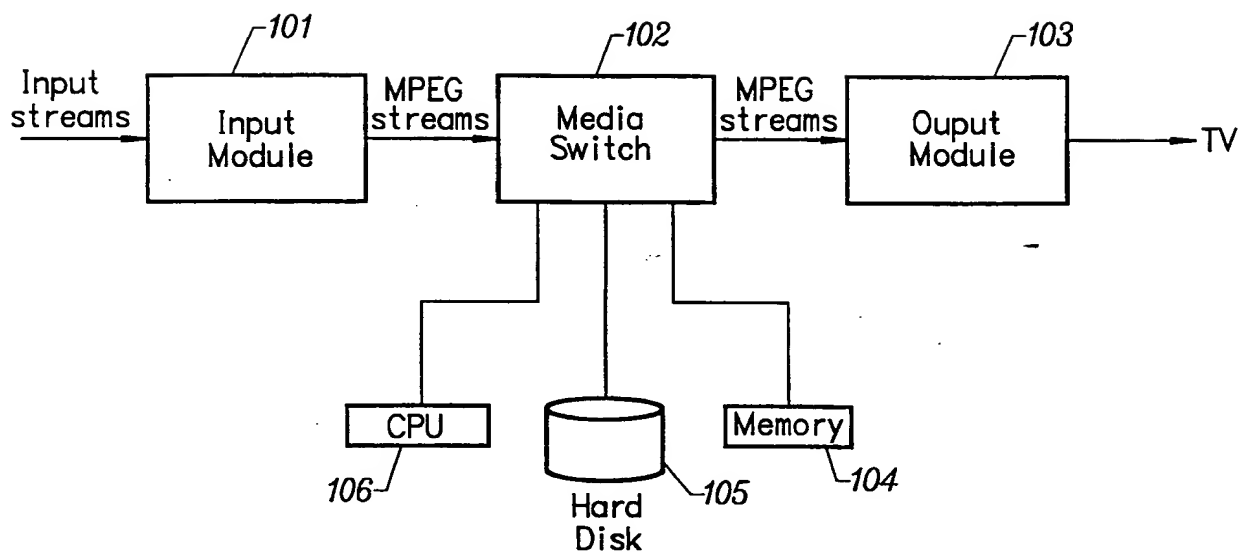 101
102
103
Input
streams
Input
Module
MPEG
streams
Media
Switch
MPEG
streams
Ouput
Module
TV
CPU
106
Hard
Disk
105
Memory
104